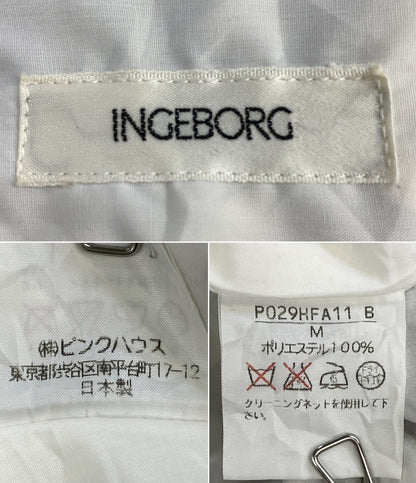 INGEBORG
㈱ピンクハウス
東京都渋谷区南平台町17-12
日本製
P029HFA11 B
M
ポリエステル100%
クリーニングネットを使用して下
さい